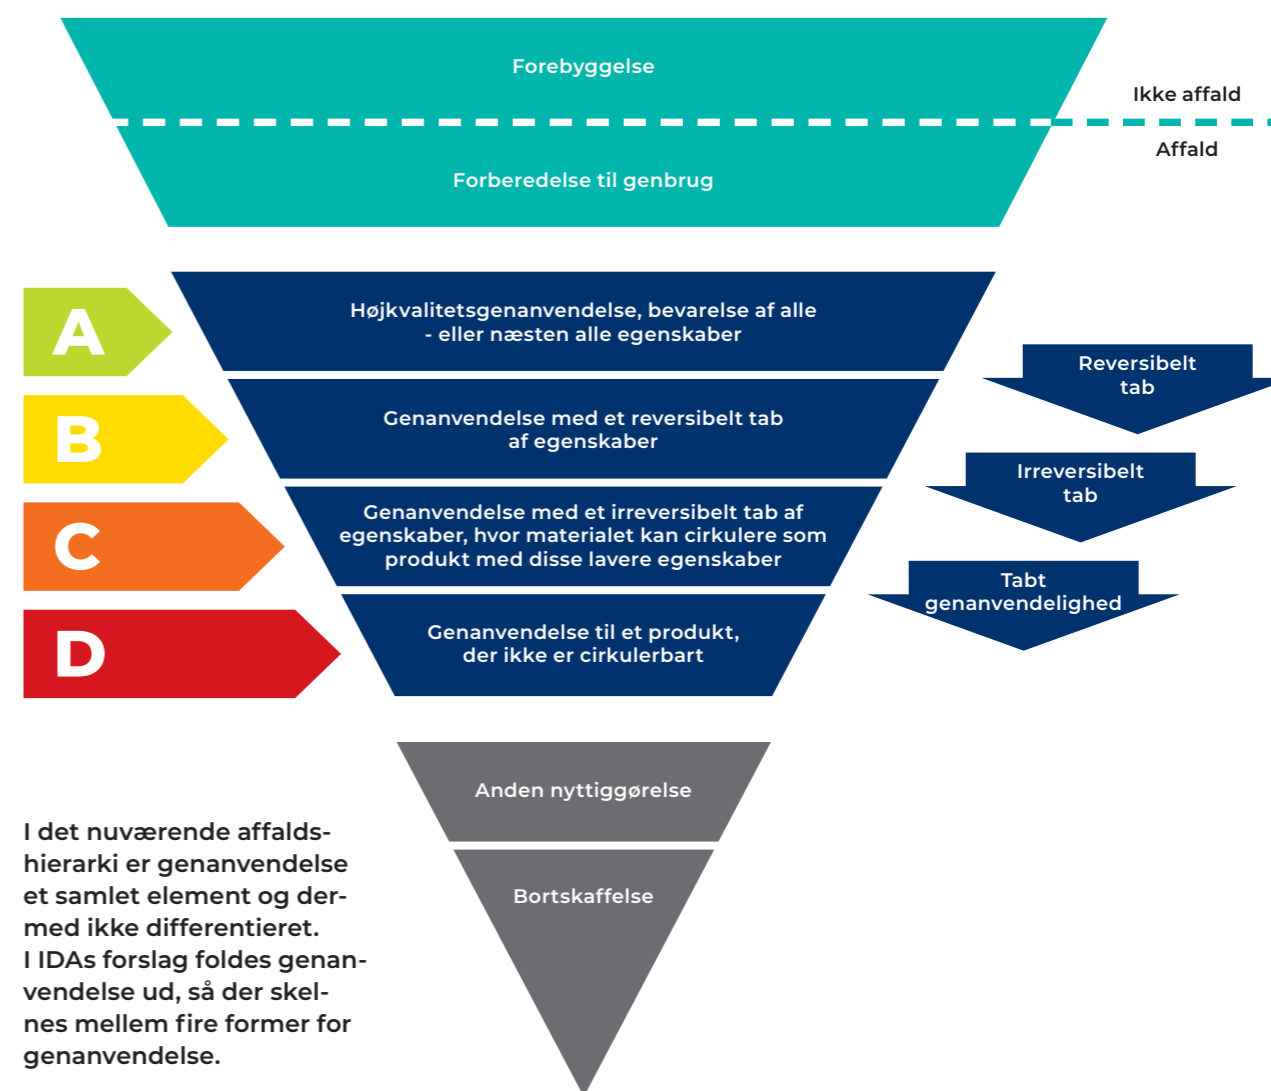 Forebyggelse
Ikke affald
Affald
Forberedelse til genbrug
A
Højkvalitetsgenanvendelse, bevarelse af alle
- eller næsten alle egenskaber
Reversibelt
tab
B
Genanvendelse med et reversibelt tab
af egenskaber
Irreversibelt
tab
C
Genanvendelse med et irreversibelt tab af
egenskaber, hvor materialet kan cirkulere som
produkt med disse lavere egenskaber
Tabt
genanvendelighed
D
Genanvendelse til et produkt,
der ikke er cirkulerbart
Anden nyttiggørelse
Bortskaffelse
I det nuværende affalds-
hierarki er genanvendelse
et samlet element og der-
med ikke differentieret.
I IDAs forslag foldes genan-
vendelse ud, så der skel-
nes mellem fire former for
genanvendelse.